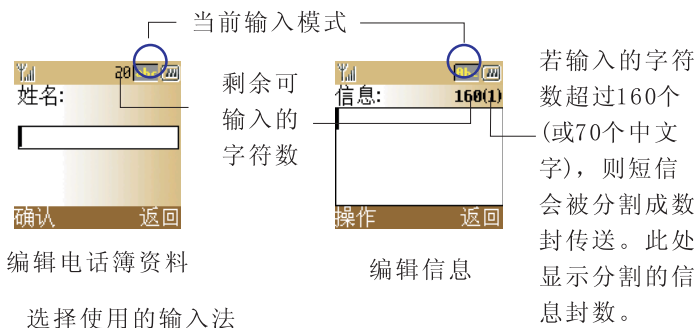 当前输入模式
20 abc
姓名:
确认 返回
编辑电话簿资料
剩余可
输入的
字符数
信息: 160(1)
操作 返回
编辑信息
若输入的字符
数超过160个
(或70个中文
字), 则短信
会被分割成数
封传送。此处
显示分割的信
息封数。
选择使用的输入法